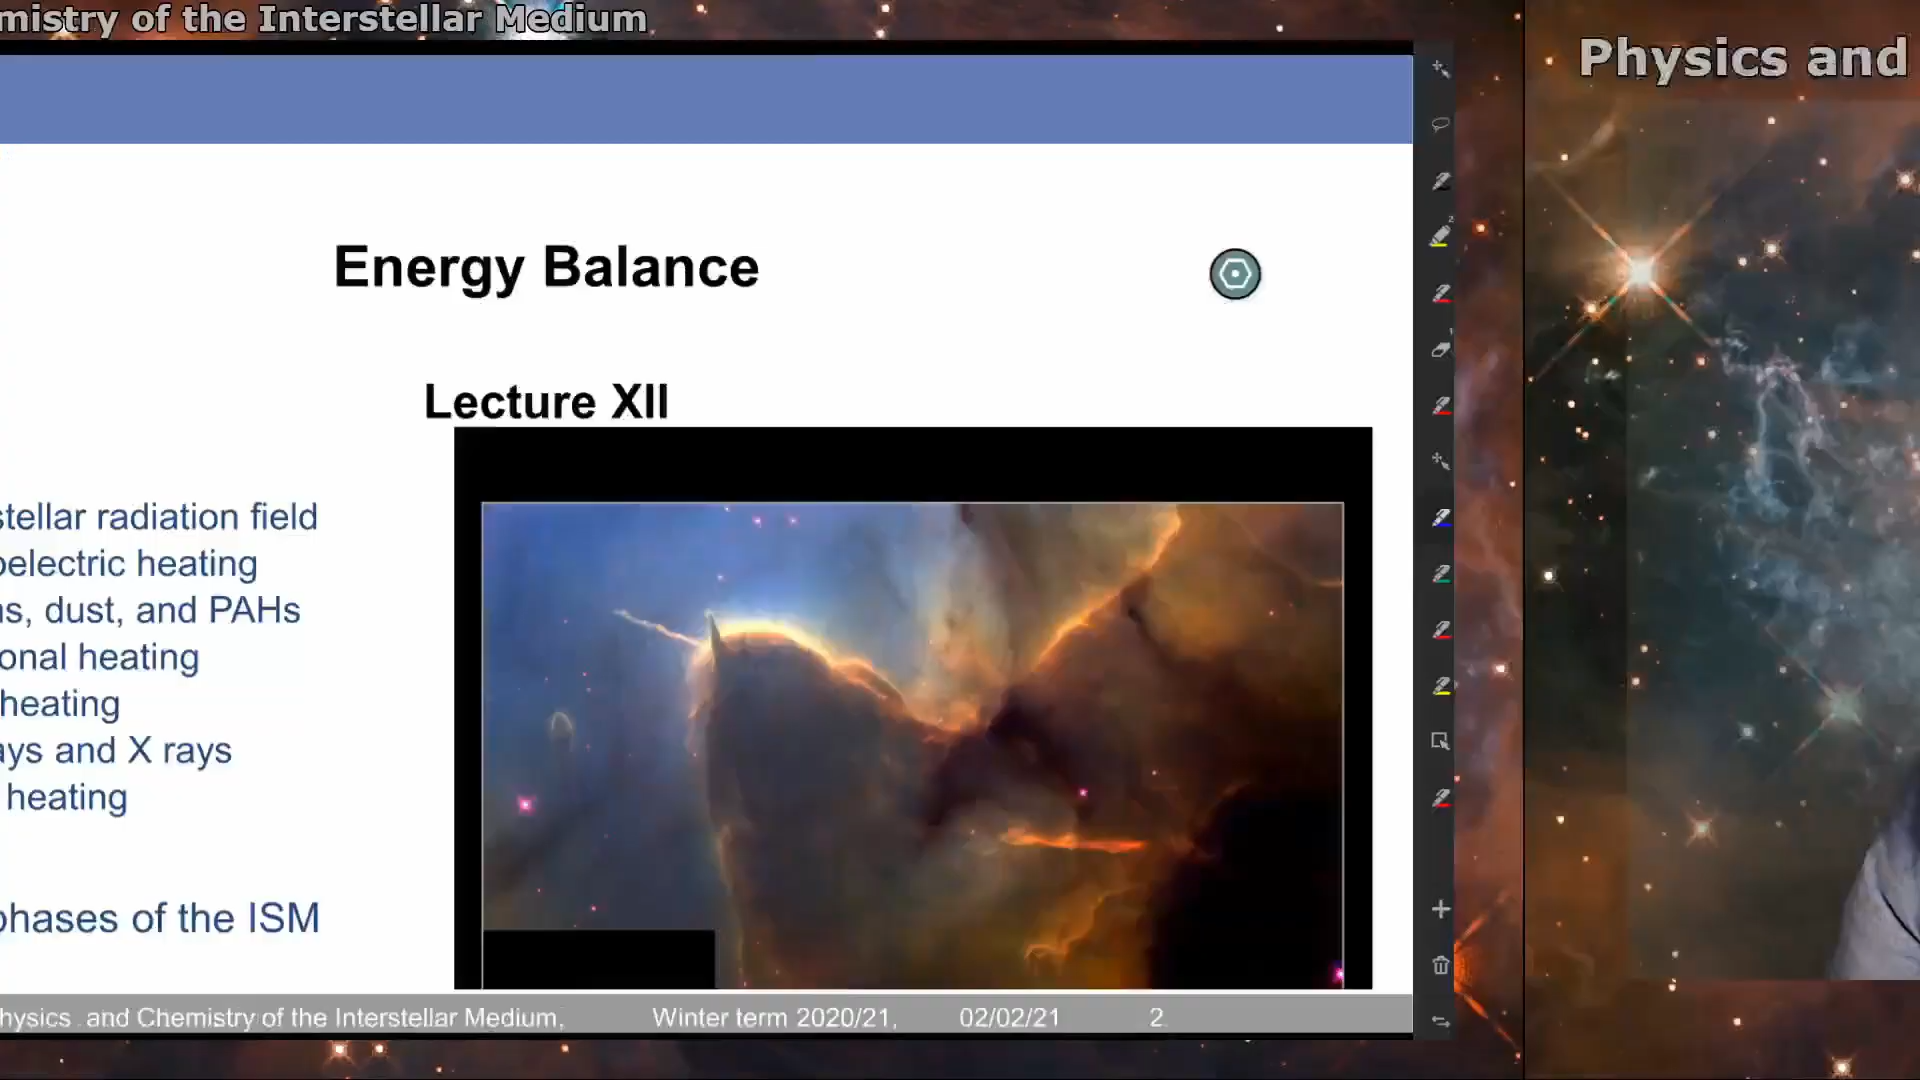 mistry of the Interstellar Medium
Physics and
Energy Balance
Lecture XII
stellar radiation field
oelectric heating
ns, dust, and PAHs
onal heating
heating
ays and X rays
heating
phases of the ISM
hysics and Chemistry of the Interstellar Medium, Winter term 2020/21, 02/02/21 2